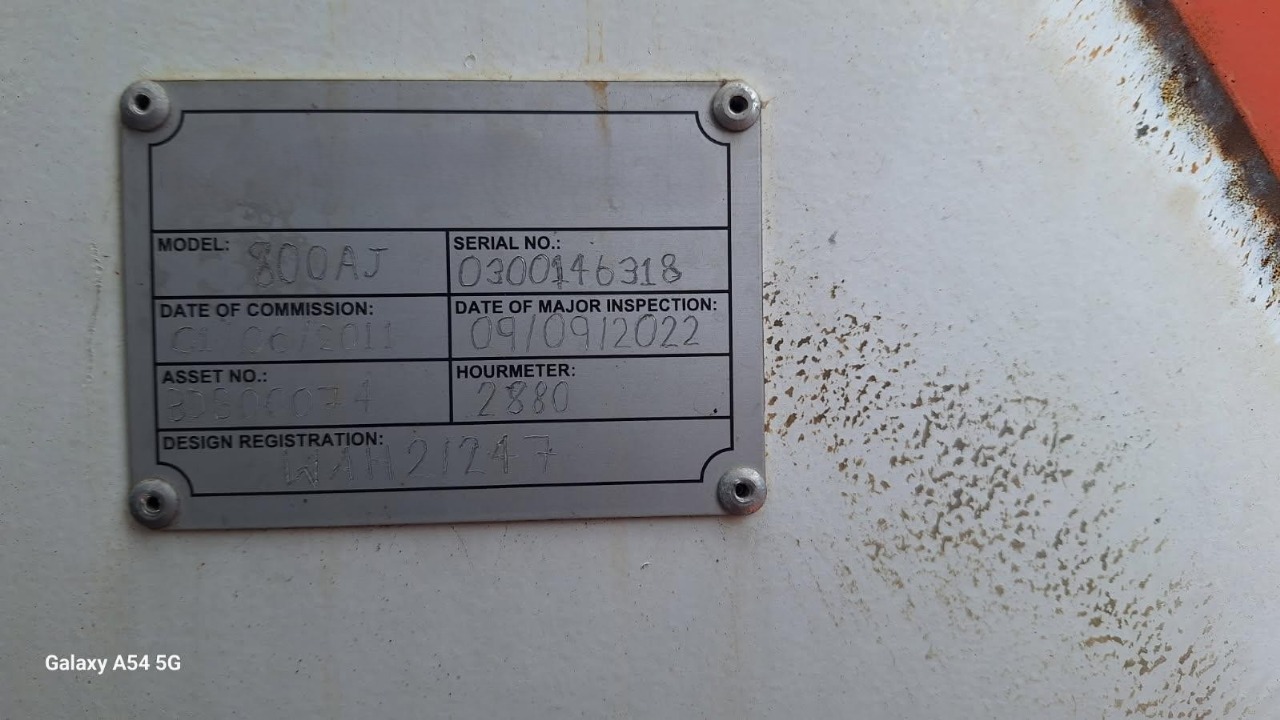 MODEL: 800AJ
SERIAL NO.: 0300146318
DATE OF COMMISSION: 01/06/2011
DATE OF MAJOR INSPECTION: 09/09/2022
ASSET NO.:
HOURMETER: 2880
DESIGN REGISTRATION: WAH21247
Galaxy A54 5G